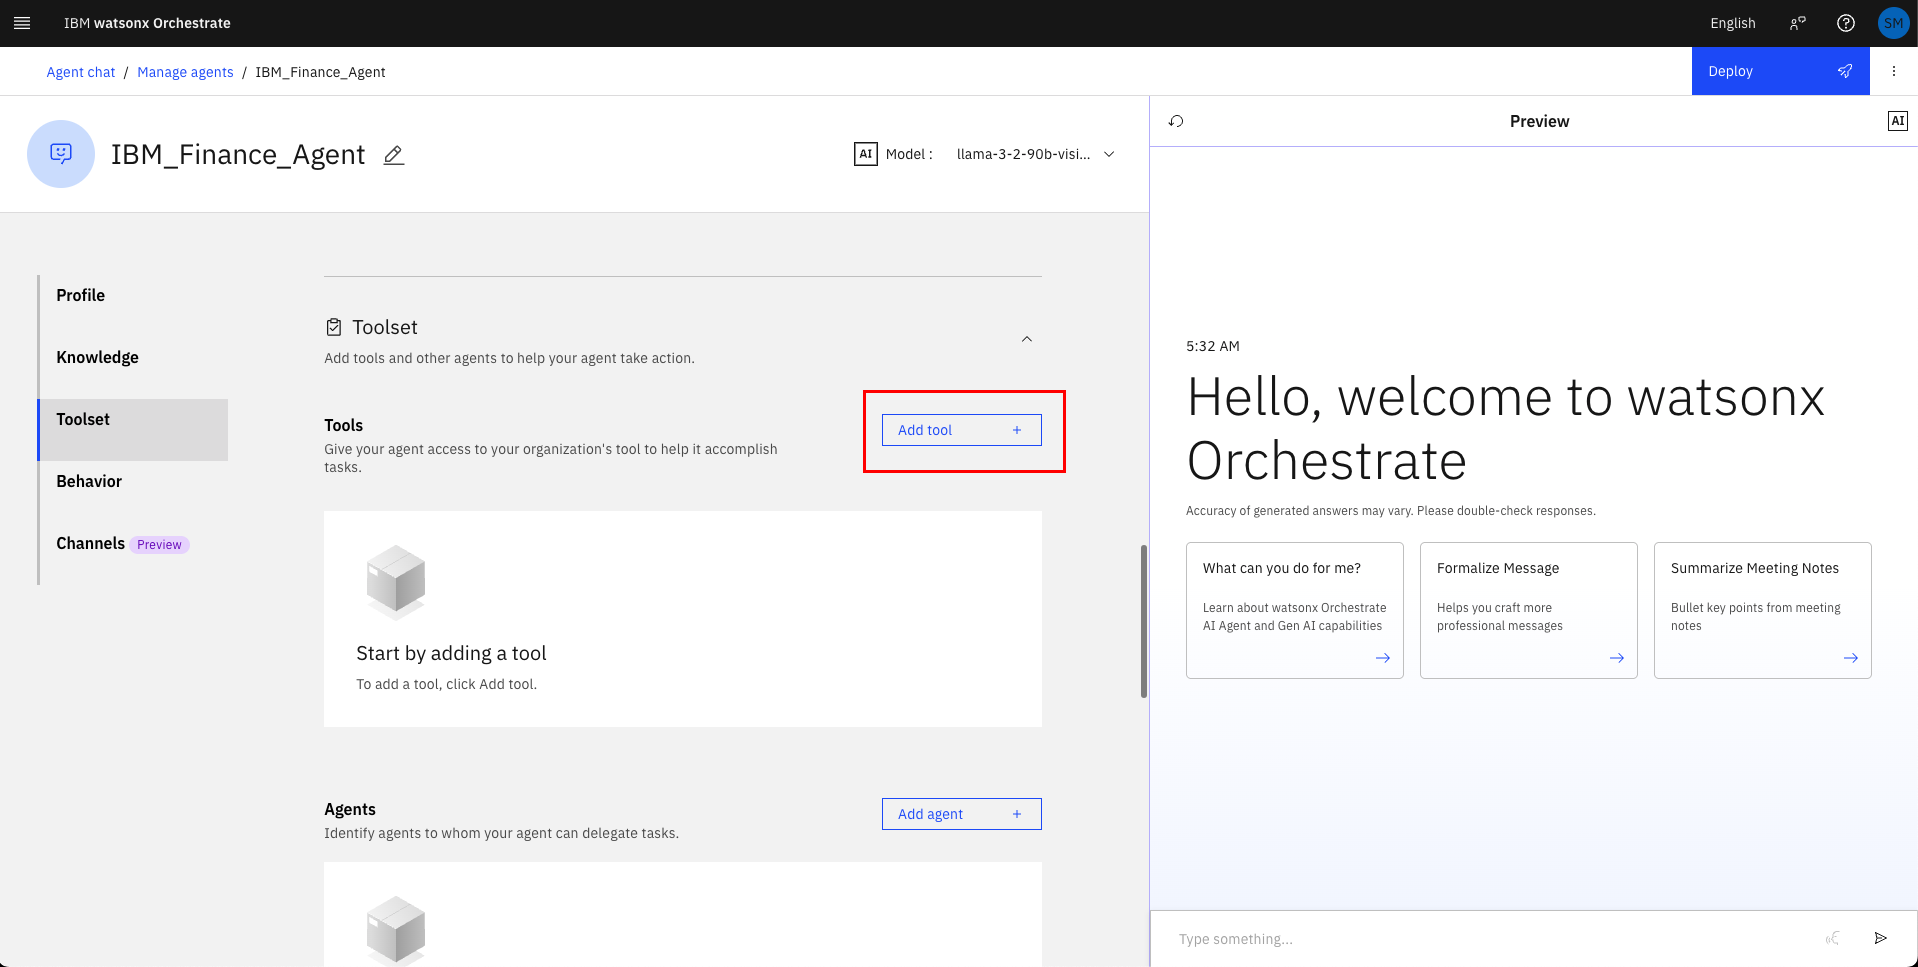 IBM watsonx Orchestrate
English
SM
Agent chat / Manage agents / IBM_Finance_Agent
Deploy
IBM_Finance_Agent
AI Model : llama-3-2-90b-visi...
Preview
AI
Profile
Knowledge
Toolset
Behavior
Channels Preview
Toolset
Add tools and other agents to help your agent take action.
Tools
Give your agent access to your organization's tool to help it accomplish
tasks.
Add tool +
Start by adding a tool
To add a tool, click Add tool.
Agents
Identify agents to whom your agent can delegate tasks.
Add agent +
5:32 AM
Hello, welcome to watsonx
Orchestrate
Accuracy of generated answers may vary. Please double-check responses.
What can you do for me?
Learn about watsonx Orchestrate
AI Agent and Gen AI capabilities
Formalize Message
Helps you craft more
professional messages
Summarize Meeting Notes
Bullet key points from meeting
notes
Type something...